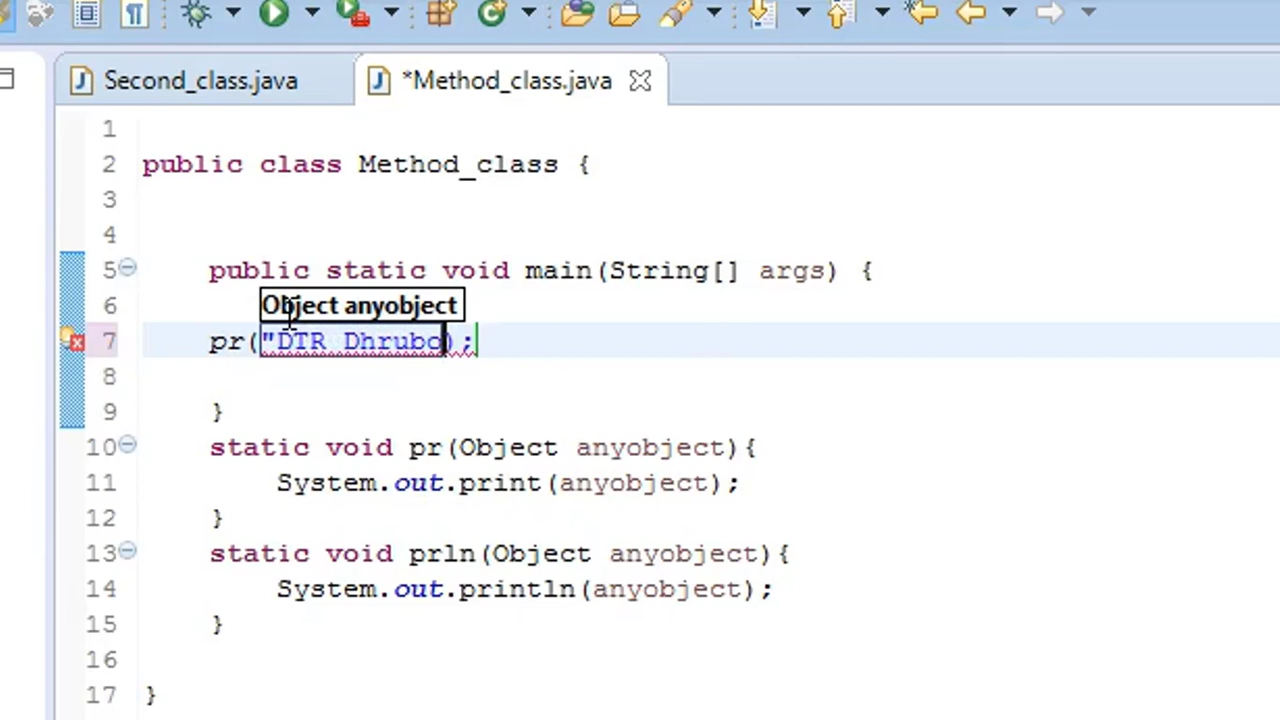 Second_class.java *Method_class.java
1
2 public class Method_class {
3
4
5 public static void main(String[] args) {
6 Object anyobject
7 pr("DTR Dhrubo);
8
9 }
10 static void pr(Object anyobject){
11 System.out.print(anyobject);
12 }
13 static void prln(Object anyobject){
14 System.out.println(anyobject);
15 }
16
17 }